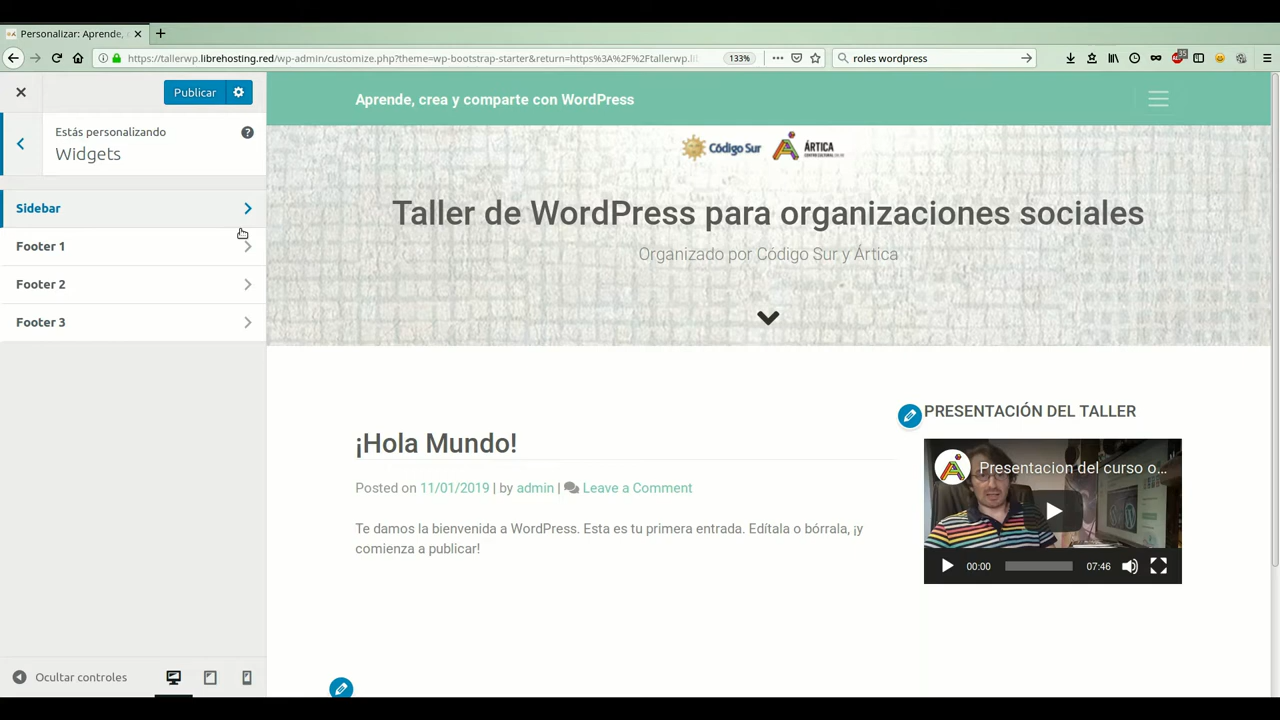 Personalizar: Aprende,
https://tallerwp.librehosting.red/wp-admin/customize.php?theme=wp-bootstrap-starter&return=https%3A%2F%2Ftallerwp.li
133%
roles wordpress
35
Publicar
Estás personalizando
Widgets
Sidebar
Footer 1
Footer 2
Footer 3
Ocultar controles
Aprende, crea y comparte con WordPress
Código Sur
ÁRTICA
Taller de WordPress para organizaciones sociales
Organizado por Código Sur y Ártica
¡Hola Mundo!
Posted on 11/01/2019 | by admin | Leave a Comment
Te damos la bienvenida a WordPress. Esta es tu primera entrada. Edítala o bórrala, ¡y
comienza a publicar!
PRESENTACIÓN DEL TALLER
Presentacion del curso o...
00:00
07:46